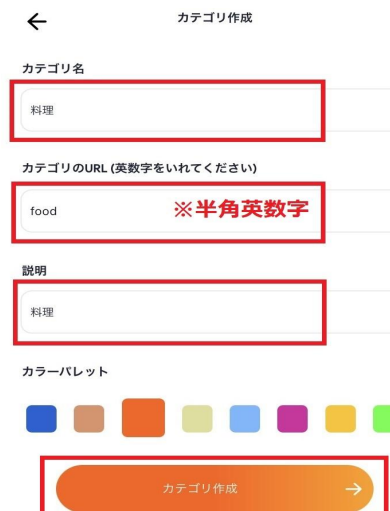 カテゴリ作成
カテゴリ名
料理
カテゴリのURL (英数字をいれてください)
food ※半角英数字
説明
料理
カラーパレット
カテゴリ作成